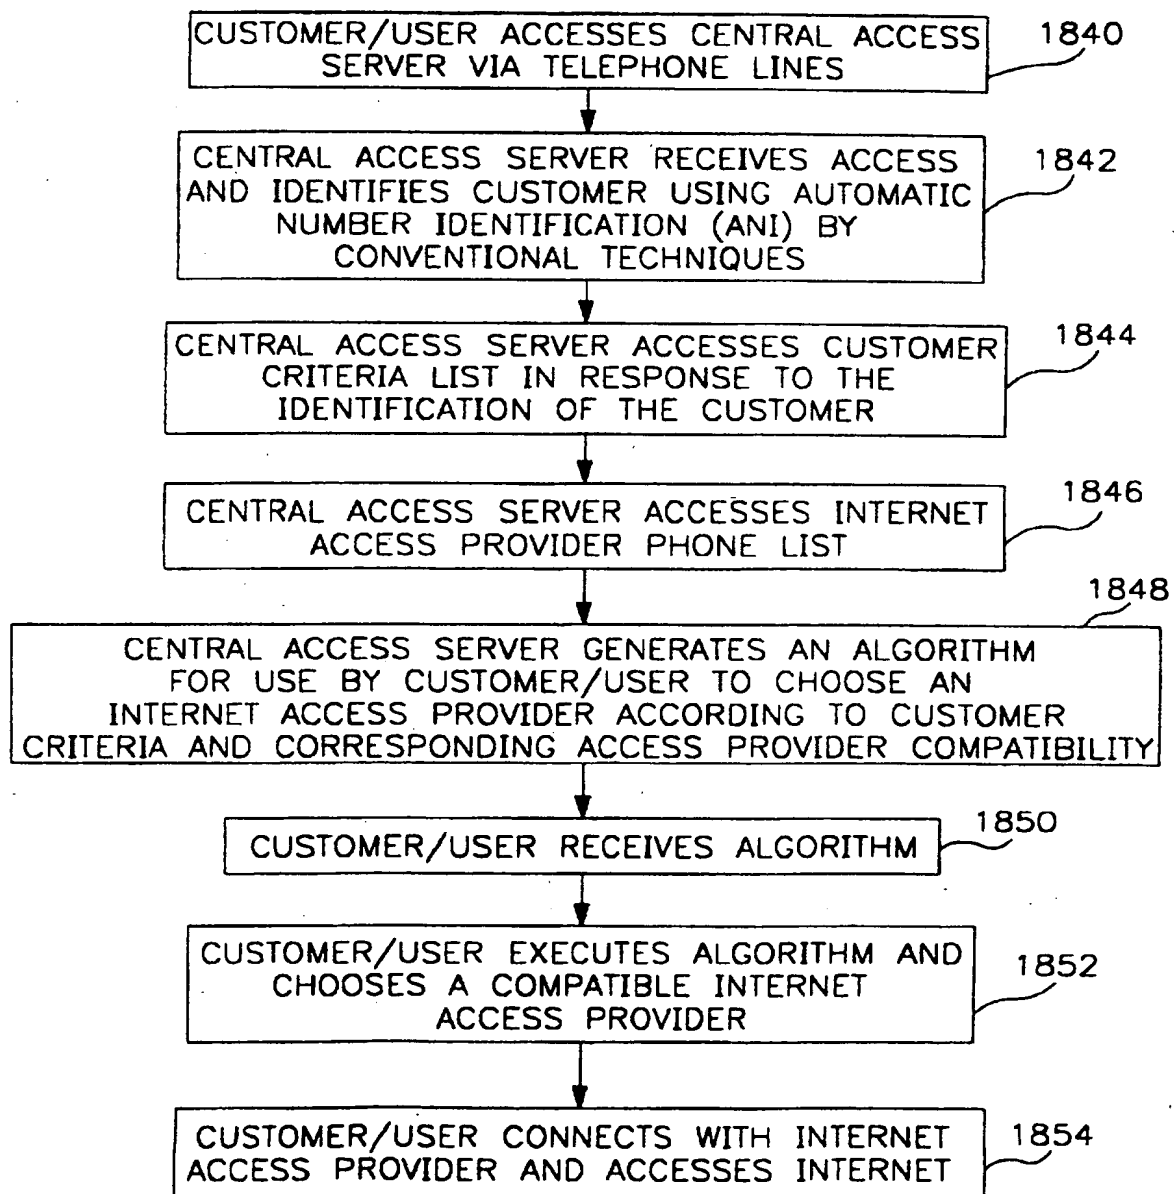 CUSTOMER/USER ACCESSES CENTRAL ACCESS
SERVER VIA TELEPHONE LINES
1840
CENTRAL ACCESS SERVER RECEIVES ACCESS
AND IDENTIFIES CUSTOMER USING AUTOMATIC
NUMBER IDENTIFICATION (ANI) BY
CONVENTIONAL TECHNIQUES
1842
CENTRAL ACCESS SERVER ACCESSES CUSTOMER
CRITERIA LIST IN RESPONSE TO THE
IDENTIFICATION OF THE CUSTOMER
1844
CENTRAL ACCESS SERVER ACCESSES INTERNET
ACCESS PROVIDER PHONE LIST
1846
CENTRAL ACCESS SERVER GENERATES AN ALGORITHM
FOR USE BY CUSTOMER/USER TO CHOOSE AN
INTERNET ACCESS PROVIDER ACCORDING TO CUSTOMER
CRITERIA AND CORRESPONDING ACCESS PROVIDER COMPATIBILITY
1848
CUSTOMER/USER RECEIVES ALGORITHM
1850
CUSTOMER/USER EXECUTES ALGORITHM AND
CHOOSES A COMPATIBLE INTERNET
ACCESS PROVIDER
1852
CUSTOMER/USER CONNECTS WITH INTERNET
ACCESS PROVIDER AND ACCESSES INTERNET
1854